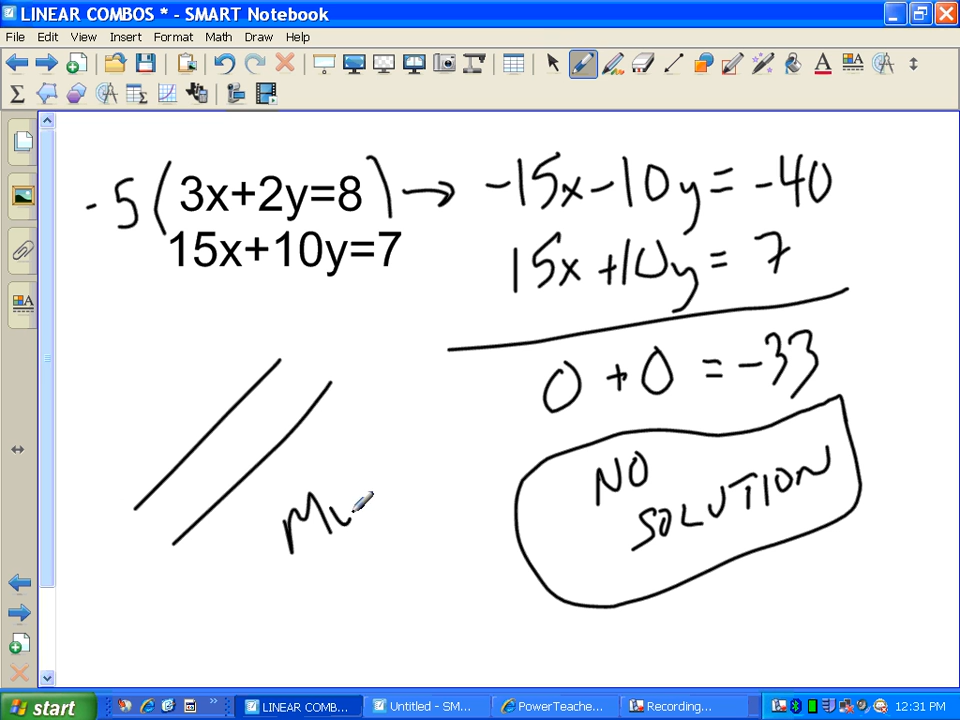 LINEAR COMBOS * - SMART Notebook
File Edit View Insert Format Math Draw Help
-5 ( 3x+2y=8 ) → -15x-10y = -40
15x+10y=7 15x+10y = 7
0 + 0 = -33
NO
SOLUTION
start LINEAR COMB... Untitled - SM... PowerTeache... Recording... 12:31 PM